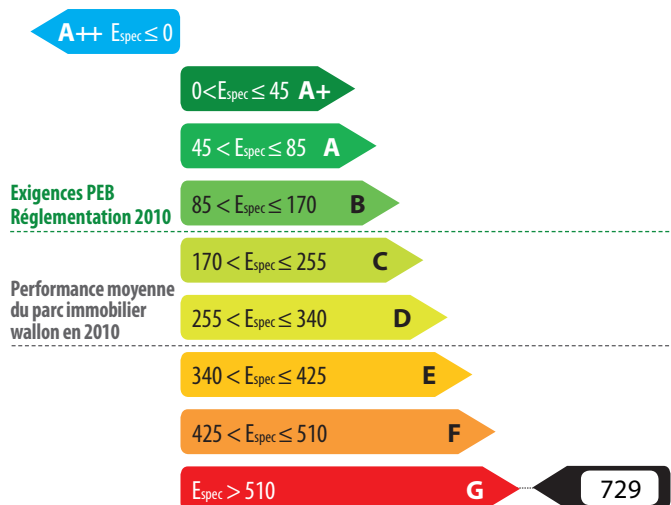 A++ Espec ≤ 0
0<Espec ≤ 45 A+
45 < Espec ≤ 85 A
Exigences PEB
Réglementation 2010
85 < Espec ≤ 170 B
170 < Espec ≤ 255 C
Performance moyenne
du parc immobilier
wallon en 2010
255 < Espec ≤ 340 D
340 < Espec ≤ 425 E
425 < Espec ≤ 510 F
Espec > 510 G 729